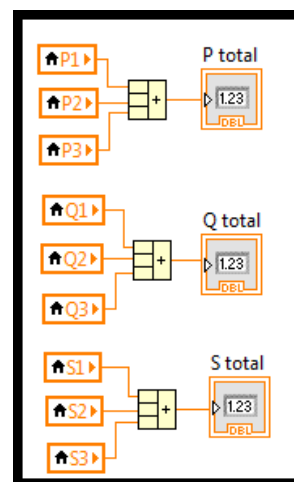 P total
P1
P2
+
1.23
DBL
P3
Q1
Q total
Q2
+
1.23
DBL
Q3
S total
S1
S2
+
1.23
DBL
S3